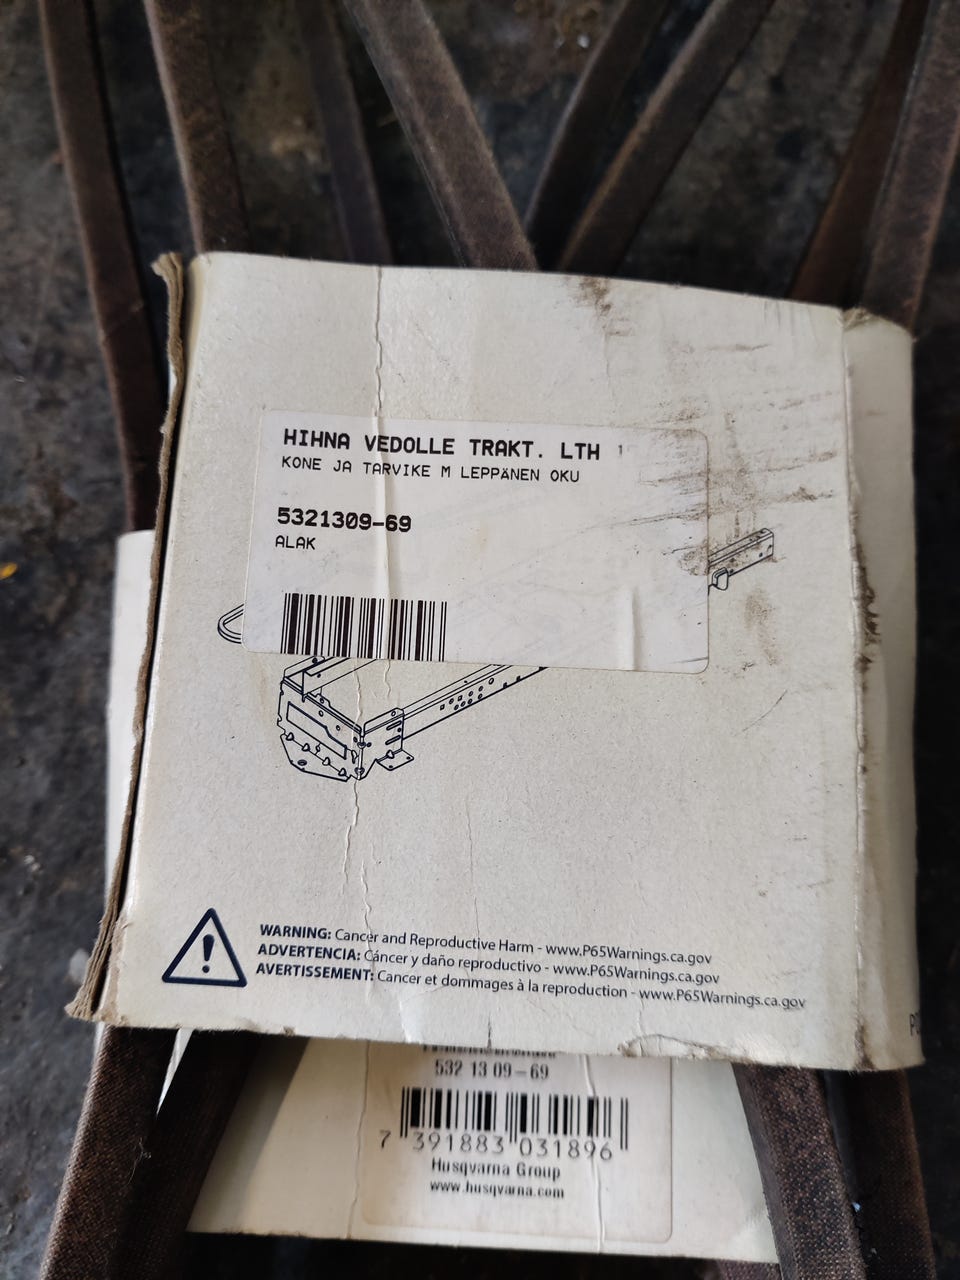 HIHNA VEDOLLE TRAKT. LTH
KONE JA TARVIKE M LEPPÄNEN OKU
5321309-69
ALAK
WARNING: Cancer and Reproductive Harm - www.P65Warnings.ca.gov
ADVERTENCIA: Cáncer y daño reproductivo - www.P65Warnings.ca.gov
AVERTISSEMENT: Cancer et dommages à la reproduction - www.P65Warnings.ca.gov
532 13 09-69
7 391883 031896
Husqvarna Group
www.husqvarna.com